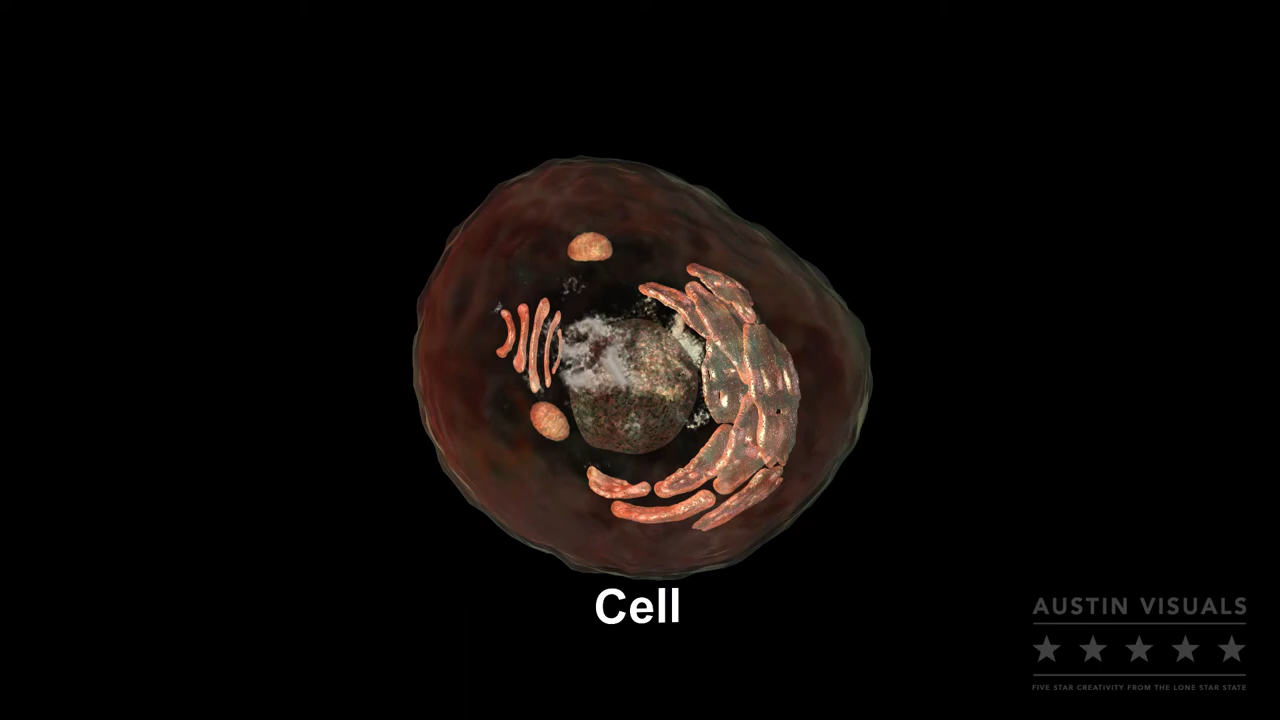 Cell
AUSTIN VISUALS
FIVE STAR CREATIVITY FROM THE LONE STAR STATE